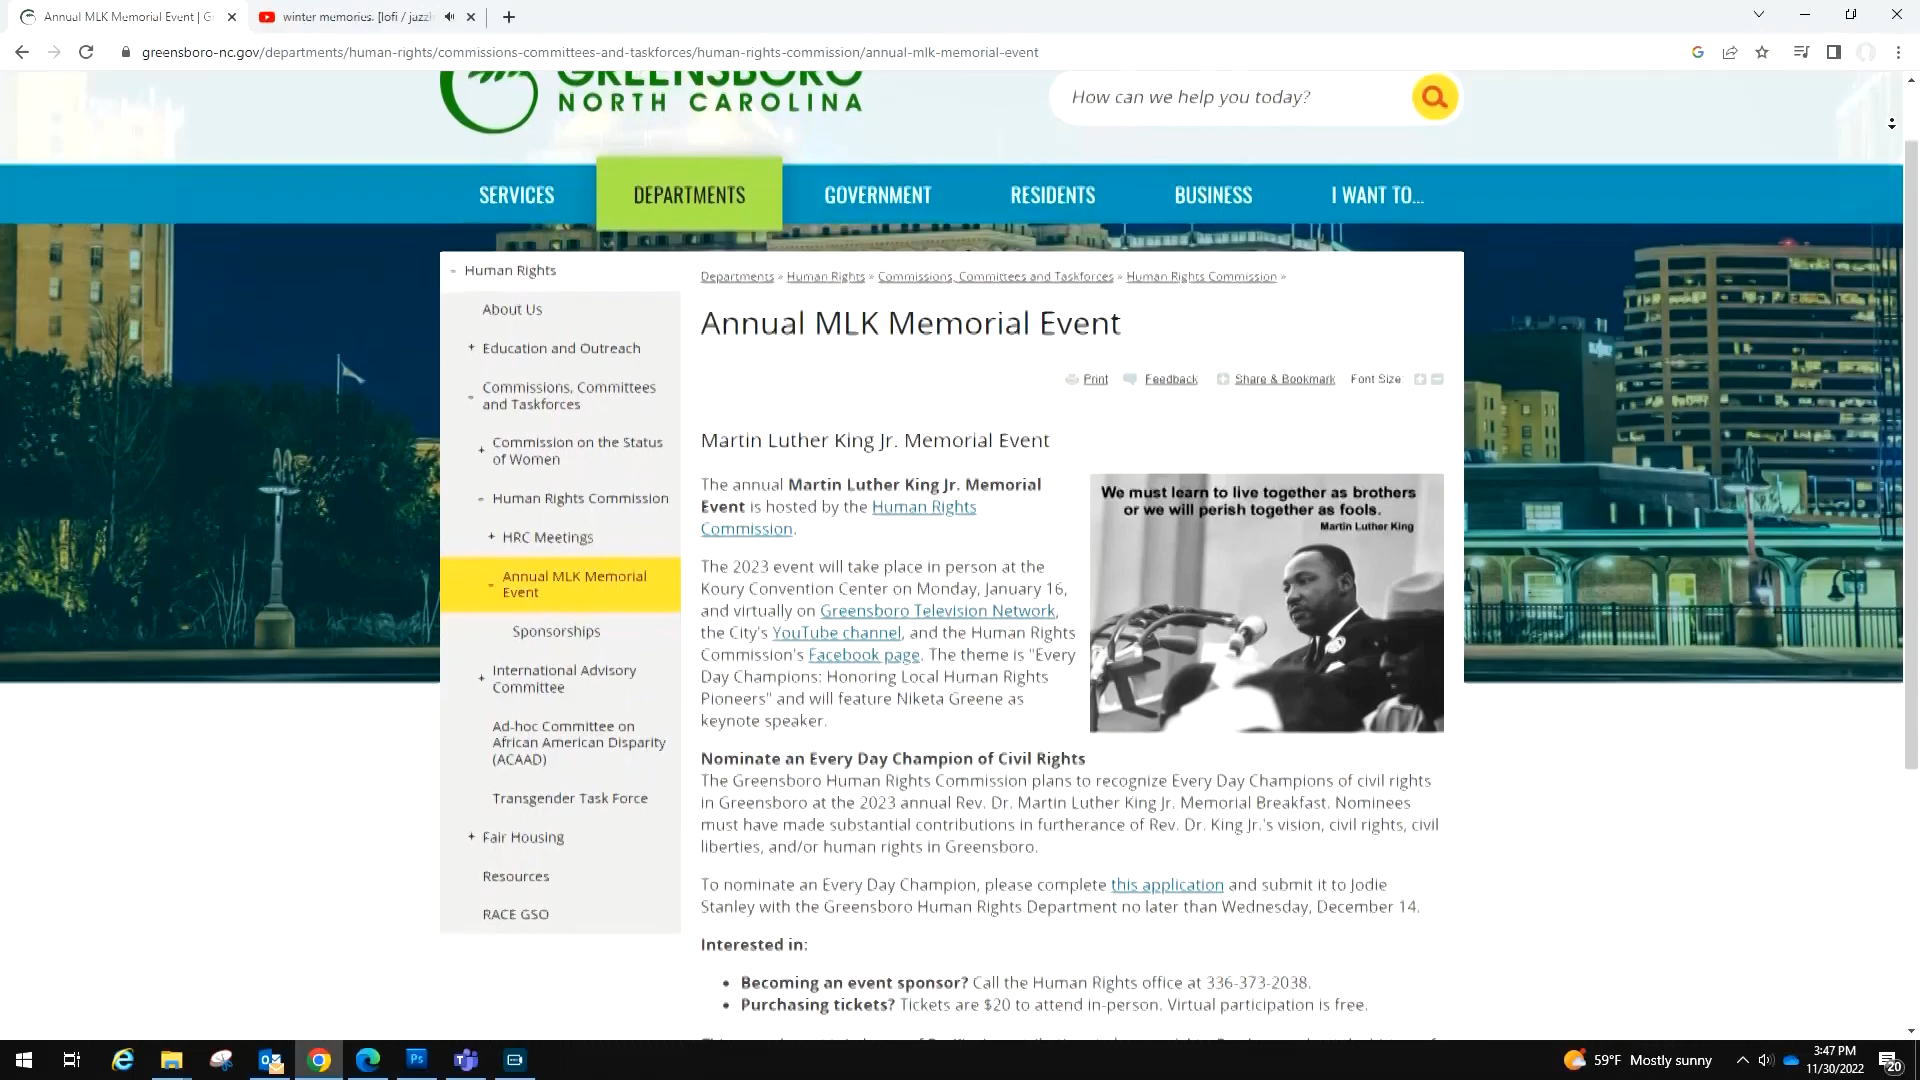 Annual MLK Memorial Event | G
winter memories. [lofi / jazzh
greensboro-nc.gov/departments/human-rights/commissions-committees-and-taskforces/human-rights-commission/annual-mlk-memorial-event
GREENSBORO
NORTH CAROLINA
How can we help you today?
SERVICES
DEPARTMENTS
GOVERNMENT
RESIDENTS
BUSINESS
I WANT TO...
- Human Rights
About Us
+ Education and Outreach
- Commissions, Committees
and Taskforces
+ Commission on the Status
of Women
- Human Rights Commission
+ HRC Meetings
- Annual MLK Memorial
Event
Sponsorships
+ International Advisory
Committee
Ad-hoc Committee on
African American Disparity
(ACAAD)
Transgender Task Force
+ Fair Housing
Resources
RACE GSO
Departments » Human Rights » Commissions, Committees and Taskforces » Human Rights Commission »
Annual MLK Memorial Event
Print
Feedback
Share & Bookmark
Font Size:
+ -
Martin Luther King Jr. Memorial Event
The annual Martin Luther King Jr. Memorial
Event is hosted by the Human Rights
Commission.
We must learn to live together as brothers
or we will perish together as fools.
Martin Luther King
The 2023 event will take place in person at the
Koury Convention Center on Monday, January 16,
and virtually on Greensboro Television Network,
the City's YouTube channel, and the Human Rights
Commission's Facebook page. The theme is "Every
Day Champions: Honoring Local Human Rights
Pioneers" and will feature Niketa Greene as
keynote speaker.
Nominate an Every Day Champion of Civil Rights
The Greensboro Human Rights Commission plans to recognize Every Day Champions of civil rights
in Greensboro at the 2023 annual Rev. Dr. Martin Luther King Jr. Memorial Breakfast. Nominees
must have made substantial contributions in furtherance of Rev. Dr. King Jr.'s vision, civil rights, civil
liberties, and/or human rights in Greensboro.
To nominate an Every Day Champion, please complete this application and submit it to Jodie
Stanley with the Greensboro Human Rights Department no later than Wednesday, December 14.
Interested in:
• Becoming an event sponsor? Call the Human Rights office at 336-373-2038.
• Purchasing tickets? Tickets are $20 to attend in-person. Virtual participation is free.
59°F Mostly sunny
3:47 PM
11/30/2022
20